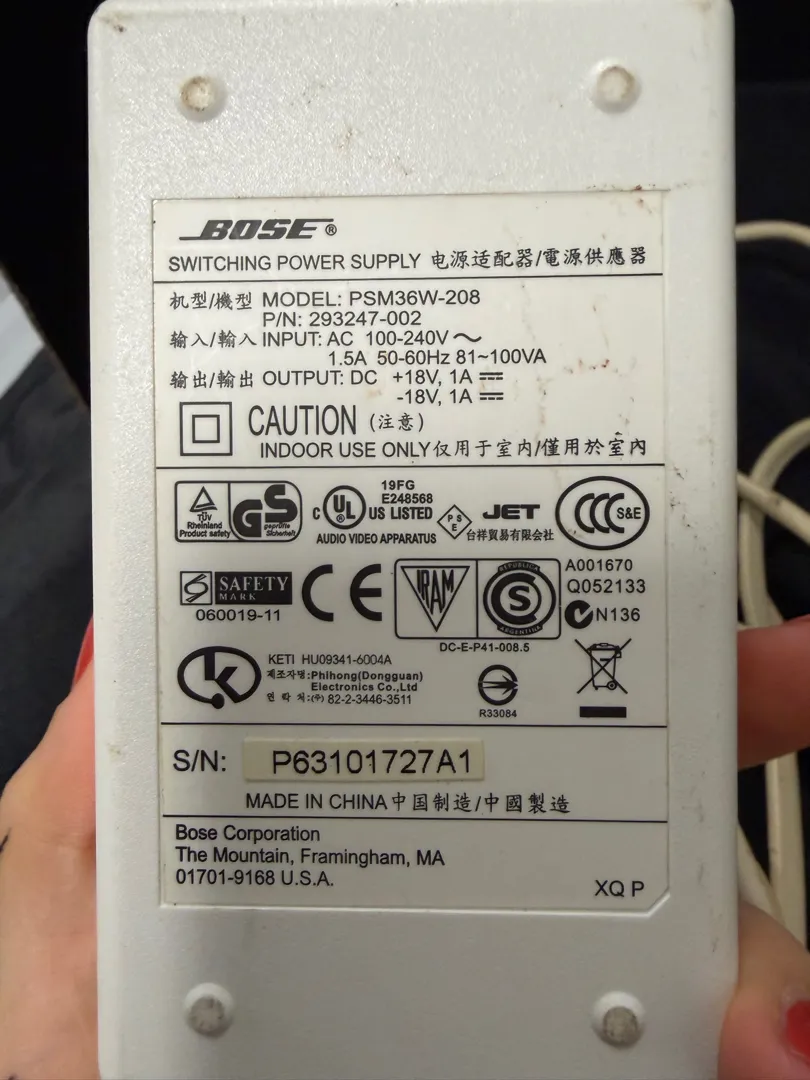 BOSE®
SWITCHING POWER SUPPLY 电源适配器/電源供應器
机型/機型 MODEL: PSM36W-208
P/N: 293247-002
输入/輸入 INPUT: AC 100-240V ~
1.5A 50-60Hz 81~100VA
输出/輸出 OUTPUT: DC +18V, 1A ⎓
-18V, 1A ⎓
CAUTION (注意)
INDOOR USE ONLY 仅用于室内/僅用於室內
TÜV
Rheinland
Product safety
GS
geprüfte
Sicherheit
19FG
E248568
C UL US LISTED
AUDIO VIDEO APPARATUS
PSE
JET
台祥貿易有限会社
CCC S&E
SAFETY
MARK
060019-11
CE
IRAM
REPUBLICA
S
ARGENTINA
DC-E-P41-008.5
A001670
Q052133
N136
K
KETI HU09341-6004A
제조자명:Phihong(Dongguan)
Electronics Co.,Ltd
연 락 처:(주) 82-2-3446-3511
R33084
S/N: P63101727A1
MADE IN CHINA 中国制造/中國製造
Bose Corporation
The Mountain, Framingham, MA
01701-9168 U.S.A.
XQ P